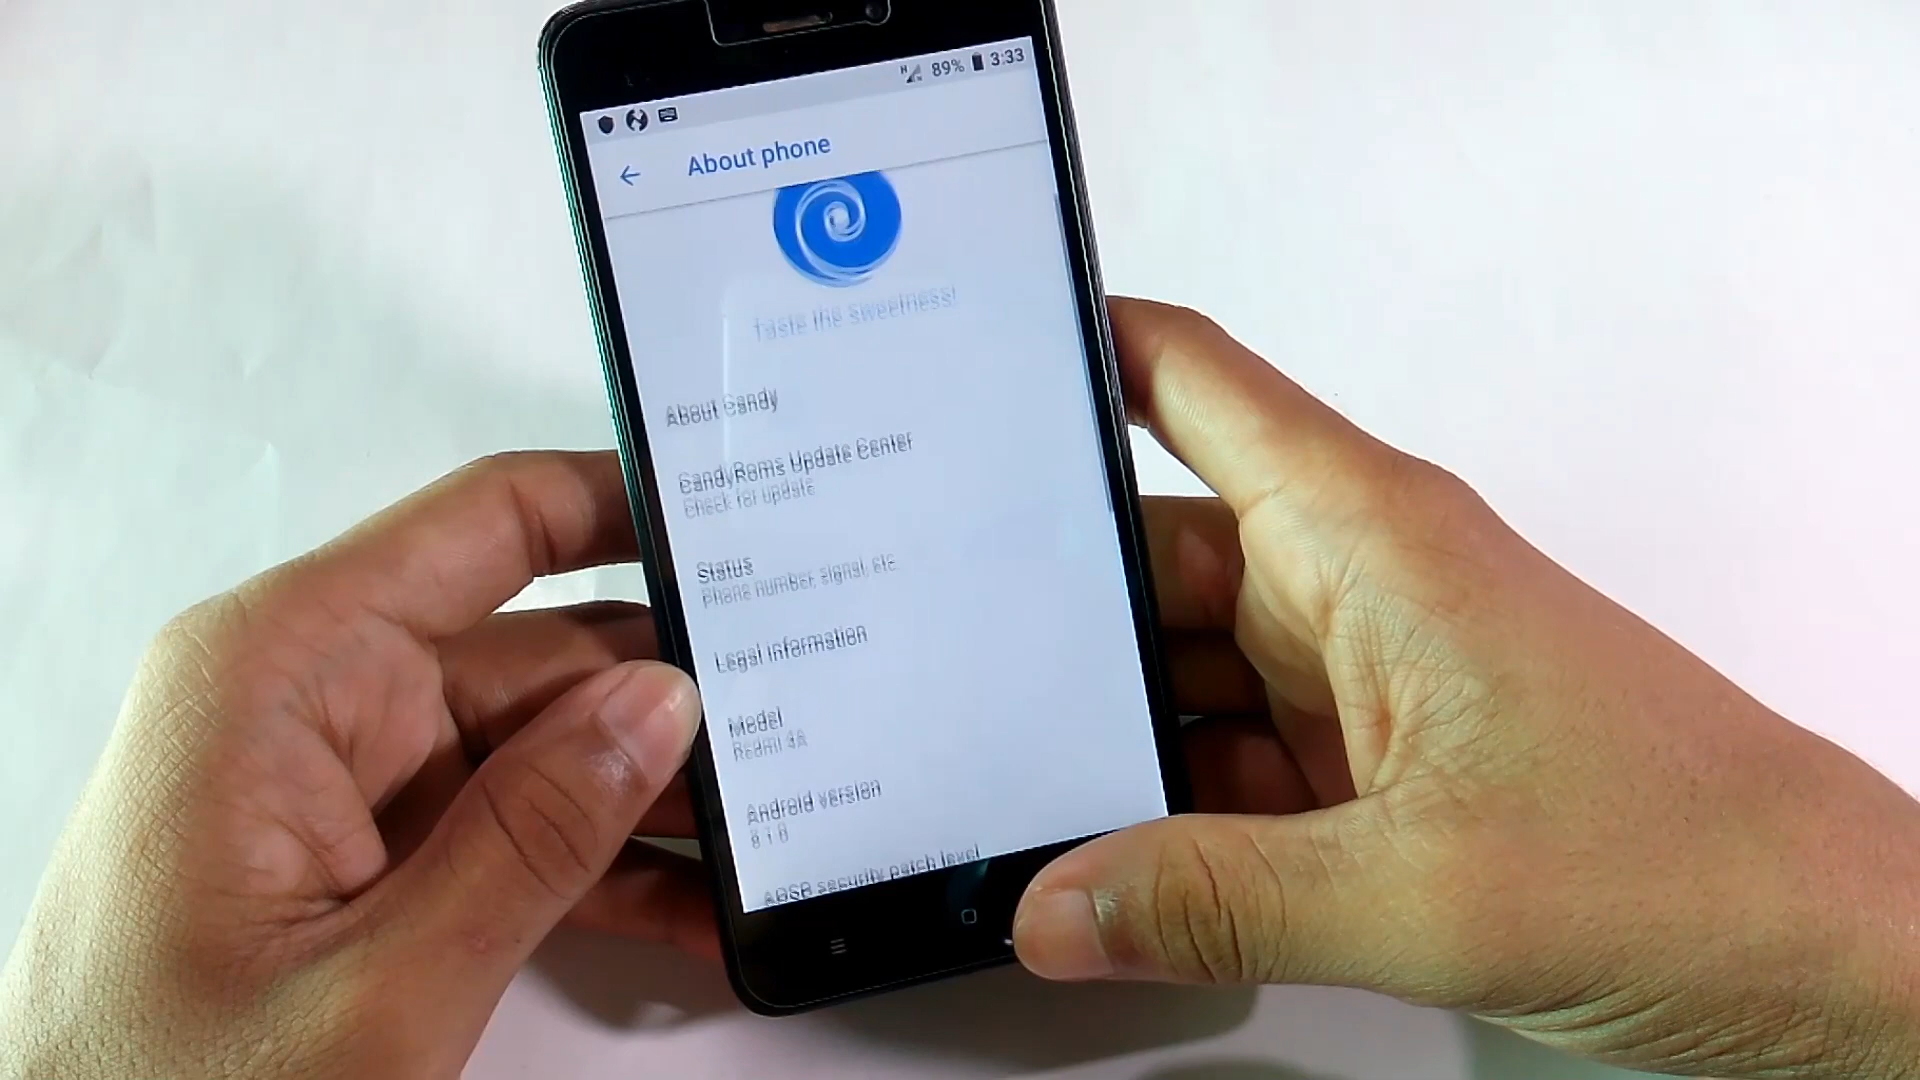 H 89% 3:33
About phone
Taste the sweetness!
About Candy
CandyRoms Update Center
Check for update
Status
Phone number, signal, etc.
Legal information
Model
Redmi 4A
Android version
8.1.0
AOSP security patch level